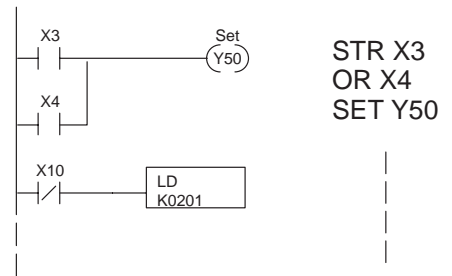 X3
Set
Y50
X4
X10
LD
K0201
STR X3
OR X4
SET Y50